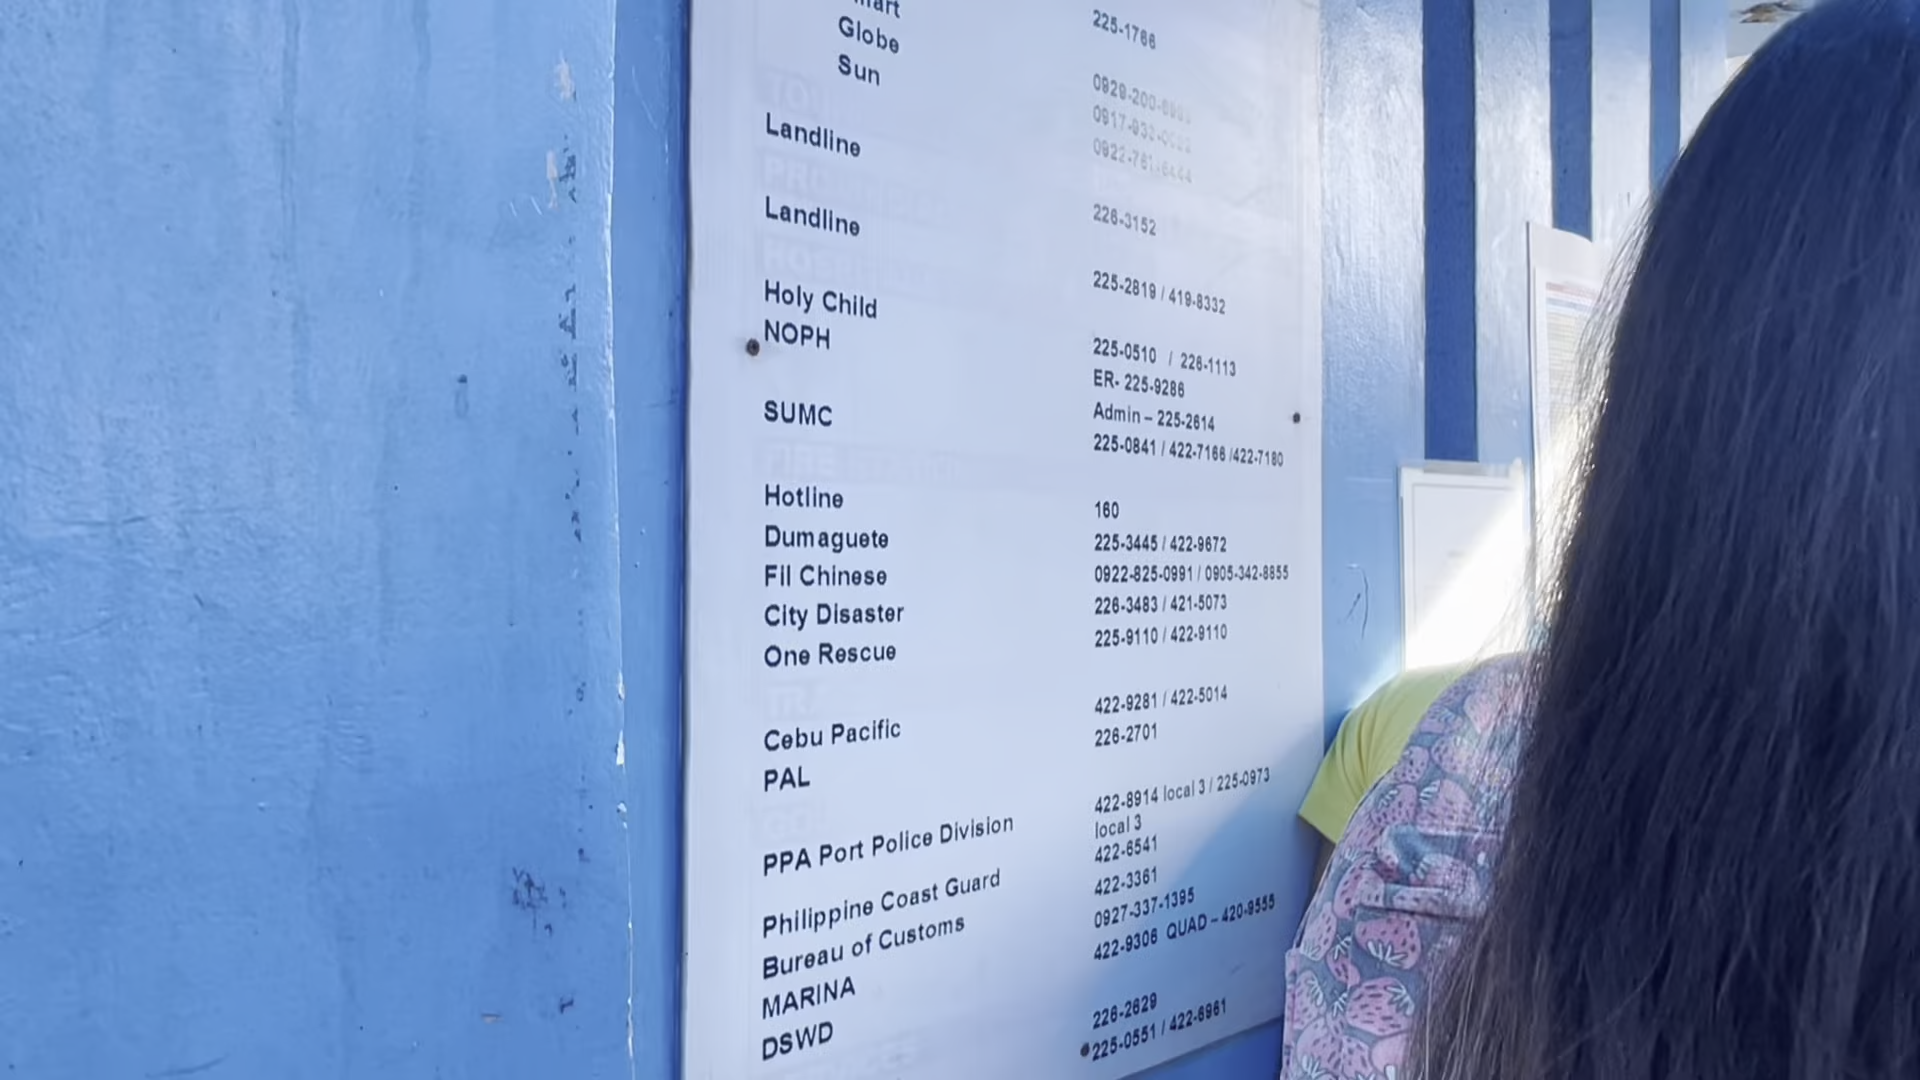 Globe
Sun
225-1766
Landline
Landline
226-3152
225-2819 / 419-8332
Holy Child
NOPH
225-0510 / 226-1113
ER- 225-9286
SUMC
Admin – 225-2614
225-0841 / 422-7166 /422-7180
Hotline
160
Dumaguete
225-3445 / 422-9672
Fil Chinese
0922-825-0991 / 0905-342-8855
City Disaster
226-3483 / 421-5073
One Rescue
225-9110 / 422-9110
422-9281 / 422-5014
Cebu Pacific
226-2701
PAL
422-8914 local 3 / 225-0973
local 3
PPA Port Police Division
422-6541
422-3361
Philippine Coast Guard
0927-337-1395
Bureau of Customs
422-9306 QUAD – 420-9555
MARINA
226-2629
DSWD
225-0551 / 422-6961